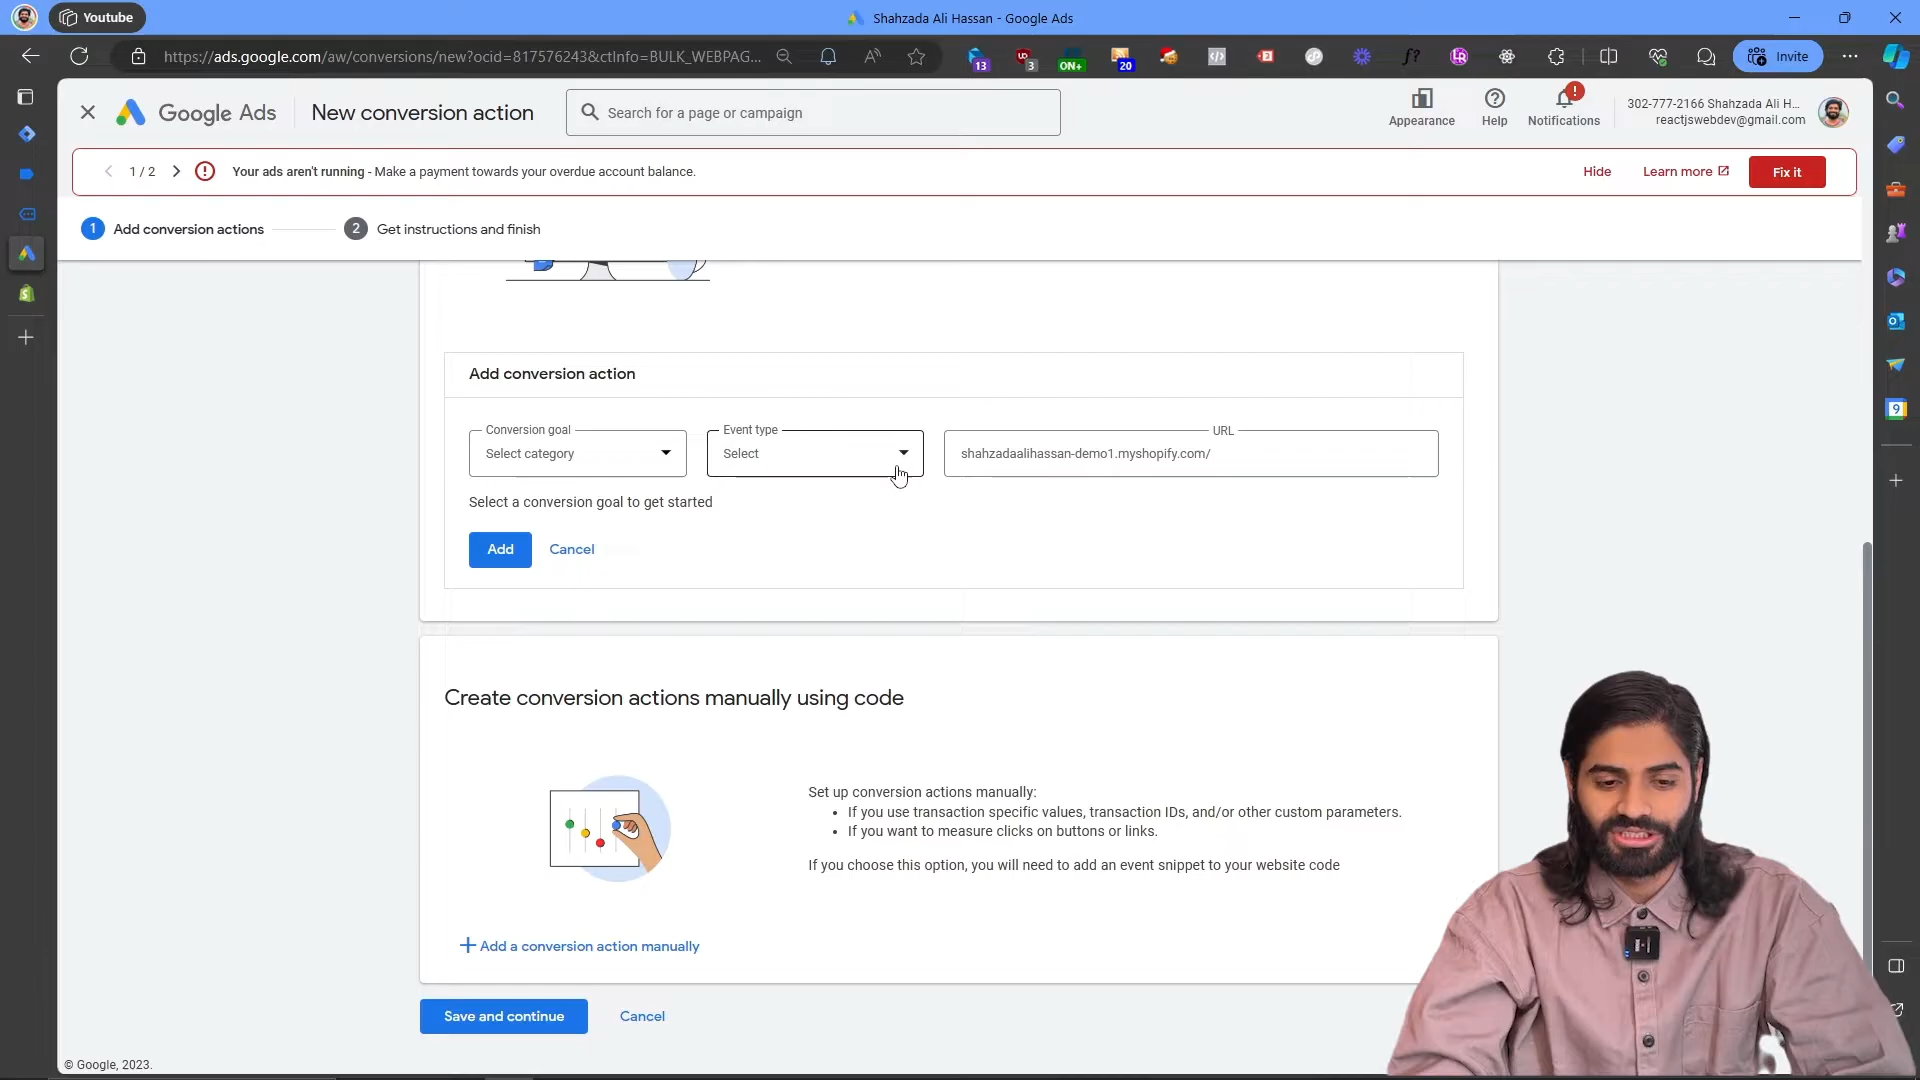 Youtube
Shahzada Ali Hassan - Google Ads
https://ads.google.com/aw/conversions/new?ocid=817576243&ctInfo=BULK_WEBPAG...
13
3
ON+
20
Invite
Google Ads
New conversion action
Search for a page or campaign
Appearance
Help
Notifications
302-777-2166 Shahzada Ali H...
reactjswebdev@gmail.com
1 / 2
Your ads aren't running - Make a payment towards your overdue account balance.
Hide
Learn more
Fix it
1 Add conversion actions
2 Get instructions and finish
Add conversion action
Conversion goal
Event type
URL
Select category
Select
shahzadaalihassan-demo1.myshopify.com/
Select a conversion goal to get started
Add
Cancel
Create conversion actions manually using code
Set up conversion actions manually:
• If you use transaction specific values, transaction IDs, and/or other custom parameters.
• If you want to measure clicks on buttons or links.
If you choose this option, you will need to add an event snippet to your website code
+ Add a conversion action manually
Save and continue
Cancel
© Google, 2023.
9